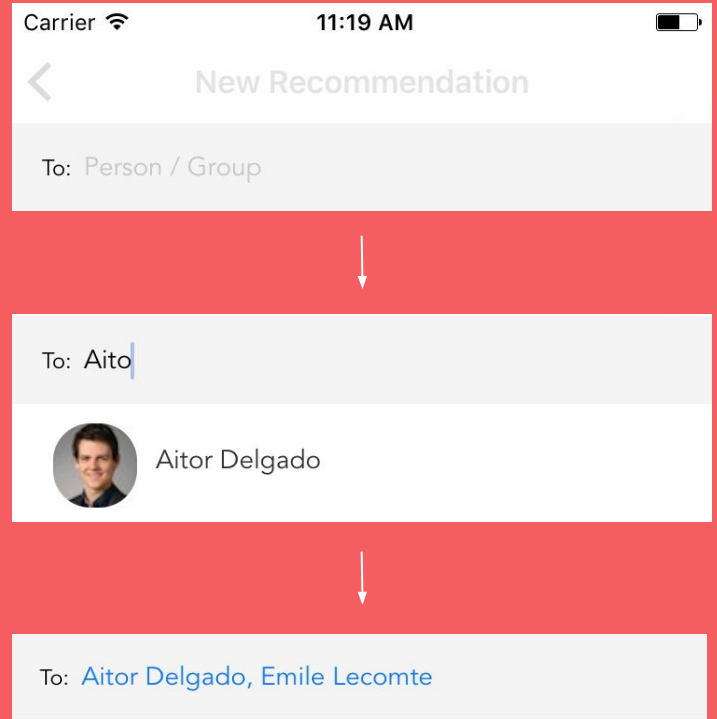 Carrier 11:19 AM
New Recommendation
To: Person / Group
To: Aito
Aitor Delgado
To: Aitor Delgado, Emile Lecomte